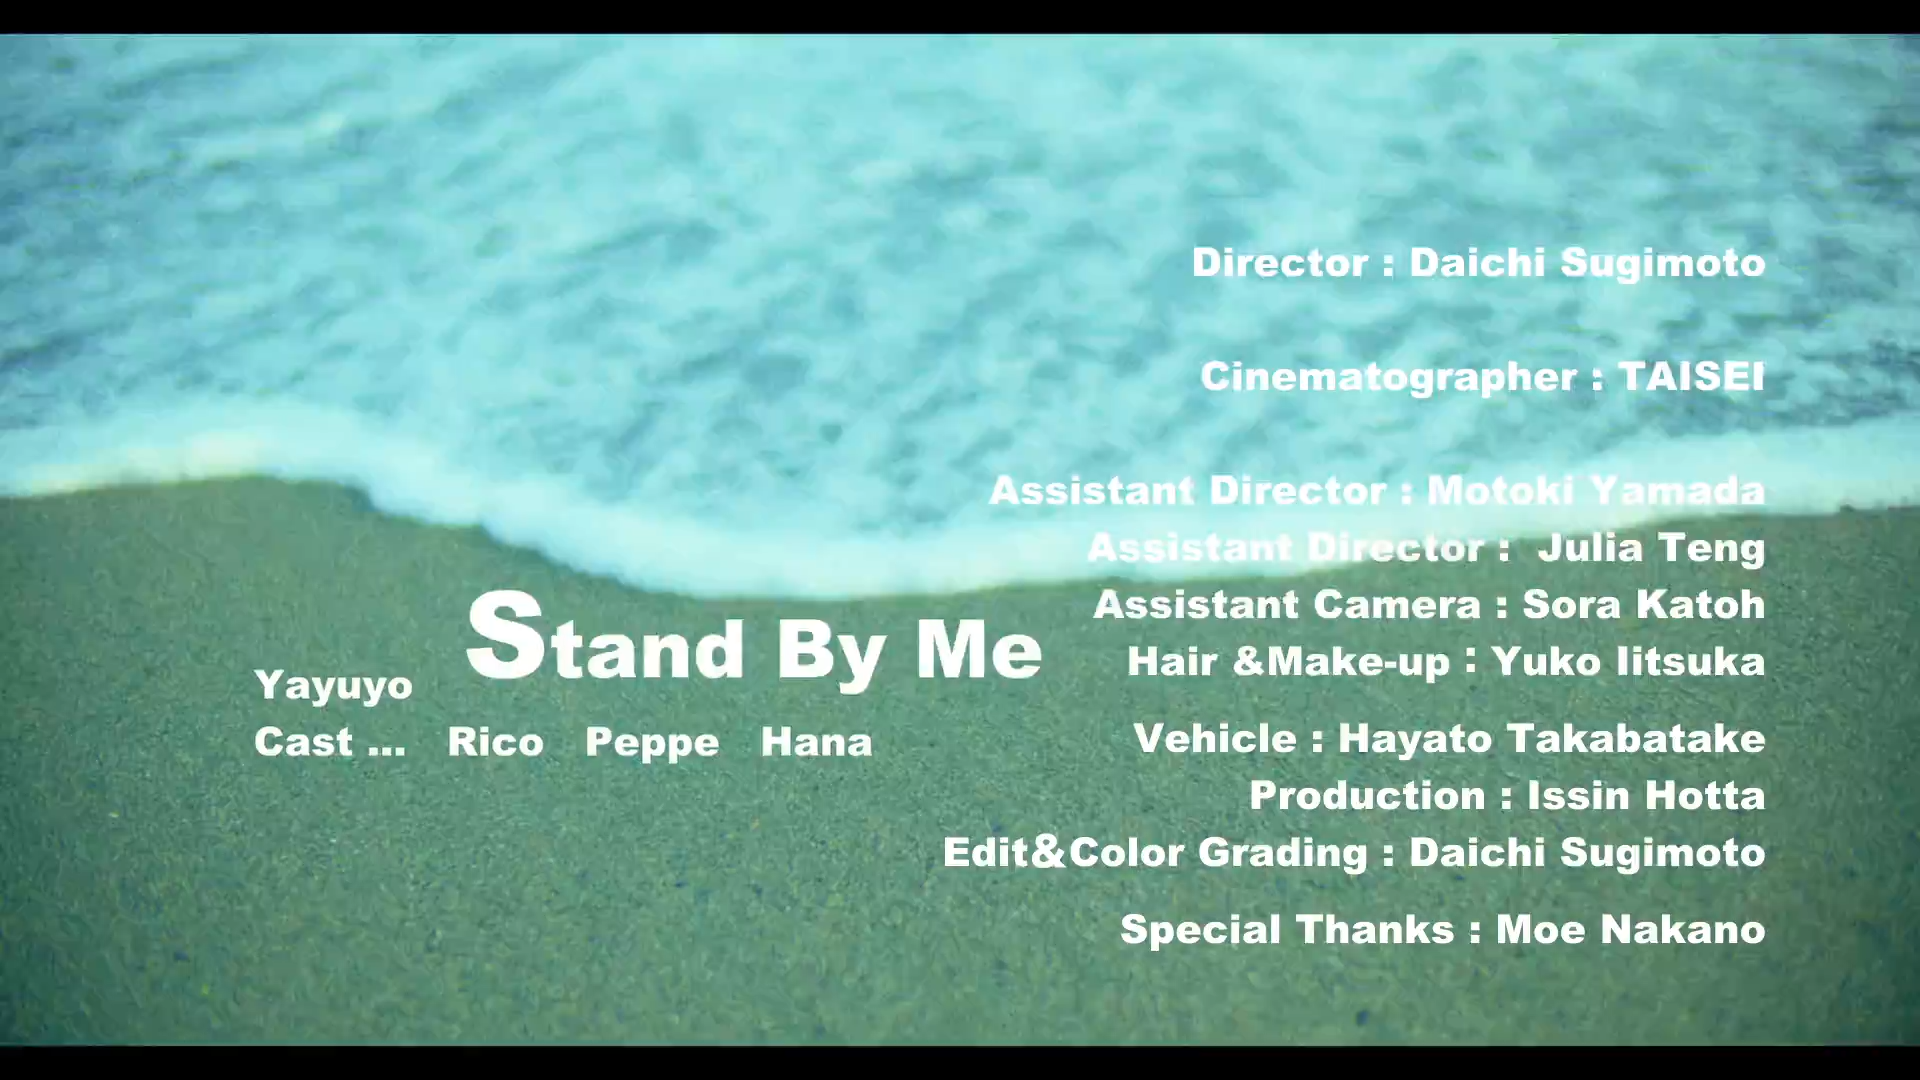 Director : Daichi Sugimoto
Cinematographer : TAISEI
Assistant Director : Motoki Yamada
Assistant Director : Julia Teng
Assistant Camera : Sora Katoh
Hair &Make-up : Yuko Iitsuka
Vehicle : Hayato Takabatake
Production : Issin Hotta
Edit&Color Grading : Daichi Sugimoto
Special Thanks : Moe Nakano
Yayuyo Stand By Me
Cast ... Rico Peppe Hana